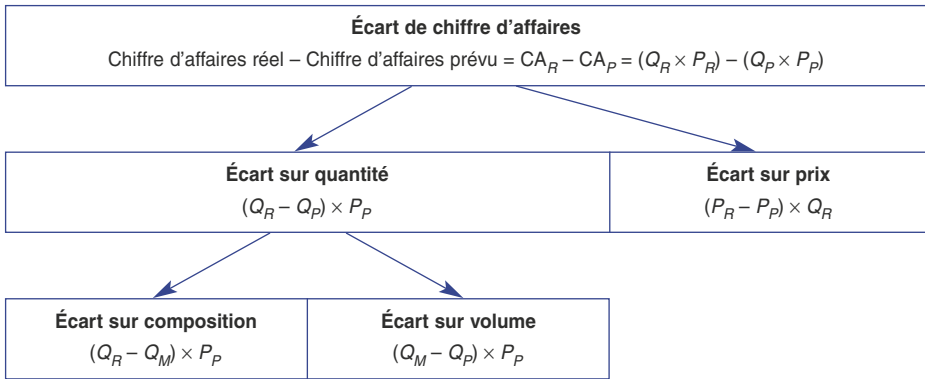 Écart de chiffre d’affaires
Chiffre d’affaires réel – Chiffre d’affaires prévu = CA_R – CA_P = (Q_R × P_R) – (Q_P × P_P)
Écart sur quantité
(Q_R – Q_P) × P_P
Écart sur prix
(P_R – P_P) × Q_R
Écart sur composition
(Q_R – Q_M) × P_P
Écart sur volume
(Q_M – Q_P) × P_P